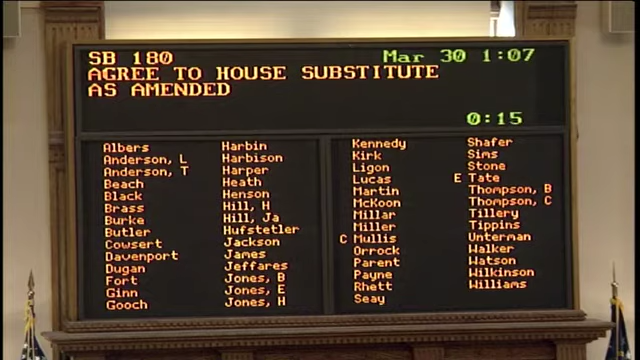 SB 180
Mar 30 1:07
AGREE TO HOUSE SUBSTITUTE
AS AMENDED
0:15
Albers
Anderson, L
Anderson, T
Beach
Black
Brass
Burke
Butler
Cowsert
Davenport
Dugan
Fort
Ginn
Gooch
Harbin
Harbison
Harper
Heath
Henson
Hill, H
Hill, Ja
Hufstetler
Jackson
James
Jeffares
Jones, B
Jones, E
Jones, H
Kennedy
Kirk
Ligon
Lucas
Martin
McKoon
Millar
Miller
C Mullis
Orrock
Parent
Payne
Rhett
Seay
Shafer
Sims
Stone
E Tate
Thompson, B
Thompson, C
Tillery
Tippins
Unterman
Walker
Watson
Wilkinson
Williams